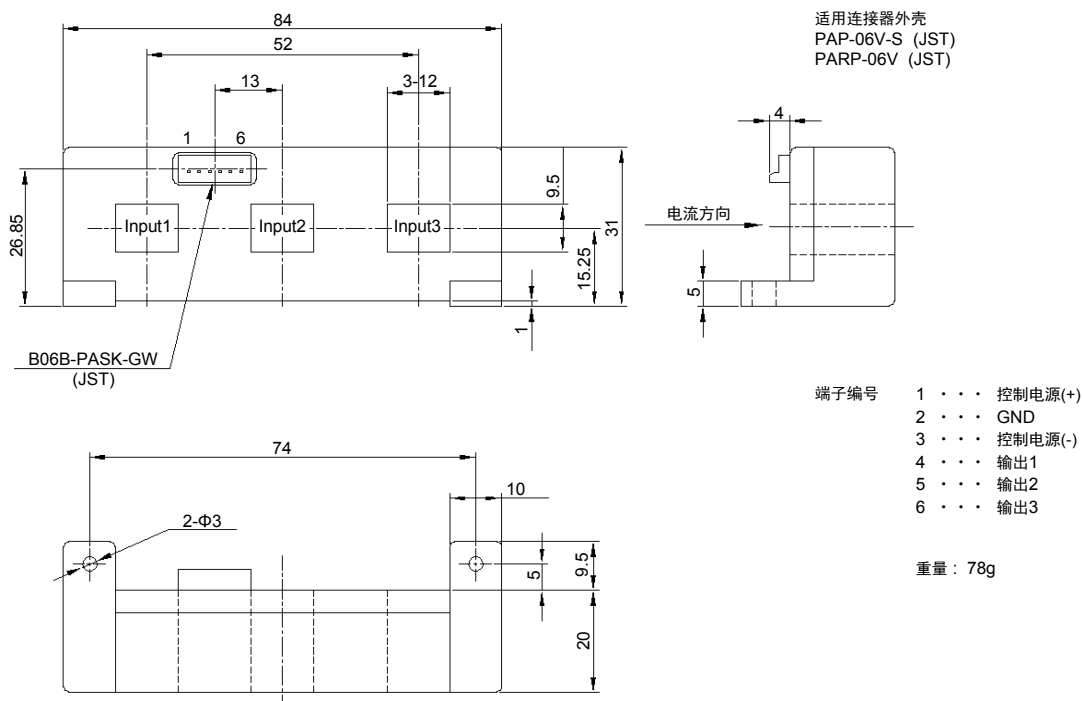 84
适用连接器外壳
PAP-06V-S (JST)
PARP-06V (JST)
52
13
3-12
4
1 6
9.5
31
26.85
Input1 Input2 Input3
电流方向
15.25
5
1
B06B-PASK-GW
(JST)
端子编号 1 ・・・ 控制电源(+)
2 ・・・ GND
3 ・・・ 控制电源(-)
4 ・・・ 输出1
5 ・・・ 输出2
6 ・・・ 输出3
74
10
2-Φ3
5
9.5
重量 : 78g
20